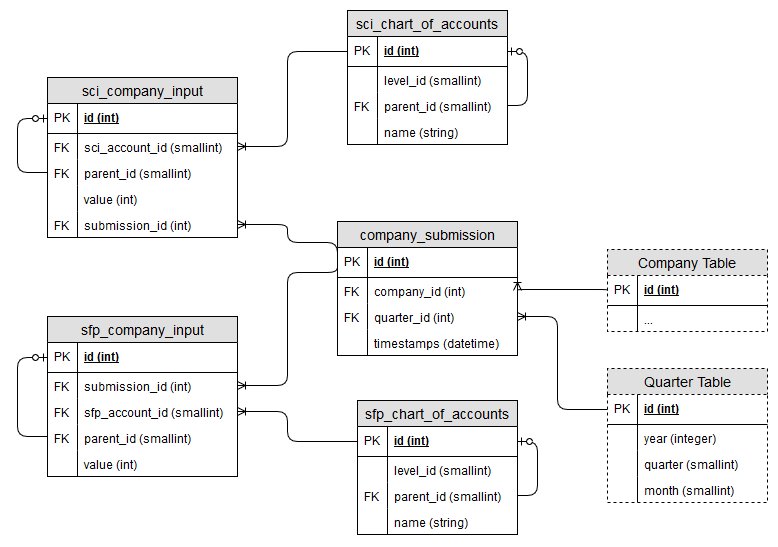 sci_chart_of_accounts
PK id (int)
level_id (smallint)
FK parent_id (smallint)
name (string)
sci_company_input
PK id (int)
FK sci_account_id (smallint)
FK parent_id (smallint)
value (int)
FK submission_id (int)
company_submission
PK id (int)
FK company_id (int)
FK quarter_id (int)
timestamps (datetime)
Company Table
PK id (int)
...
sfp_company_input
PK id (int)
FK submission_id (int)
FK sfp_account_id (smallint)
FK parent_id (smallint)
value (int)
Quarter Table
PK id (int)
year (integer)
quarter (smallint)
month (smallint)
sfp_chart_of_accounts
PK id (int)
level_id (smallint)
FK parent_id (smallint)
name (string)